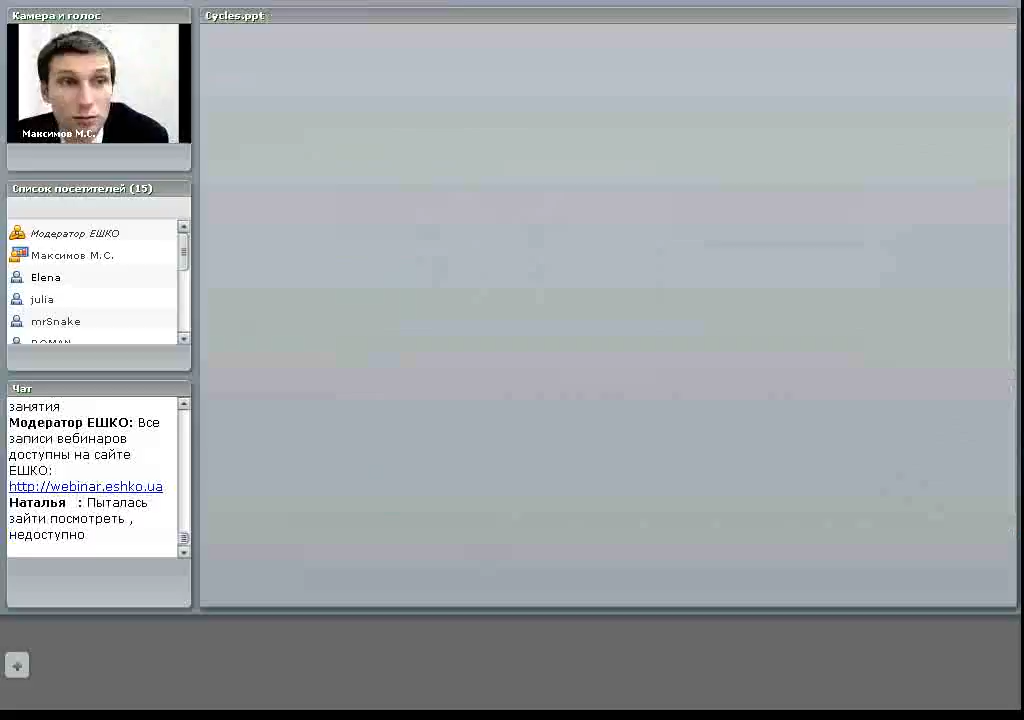 Камера и голос
Cycles.ppt
Максимов М.С.
Список посетителей (15)
Модератор ЕШКО
Максимов М.С.
Elena
julia
mrSnake
ROMAN
Чат
занятия
Модератор ЕШКО: Все
записи вебинаров
доступны на сайте
ЕШКО:
http://webinar.eshko.ua
Наталья : Пыталась
зайти посмотреть ,
недоступно